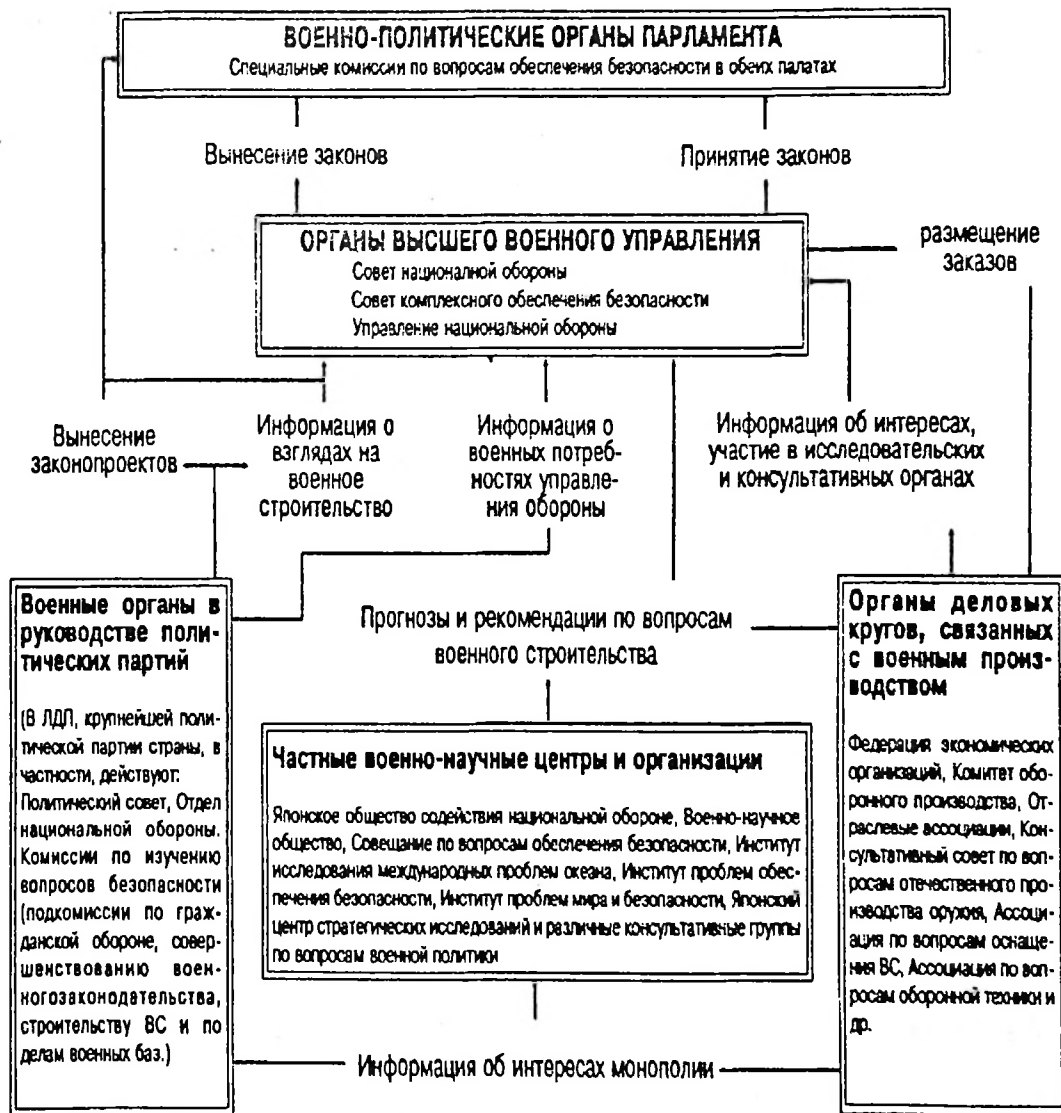 ВОЕННО-ПОЛИТИЧЕСКИЕ ОРГАНЫ ПАРЛАМЕНТА
Специальные комиссии по вопросам обеспечения безопасности в обеих палатах
Вынесение законов
Принятие законов
ОРГАНЫ ВЫСШЕГО ВОЕННОГО УПРАВЛЕНИЯ
Совет националной обороны
Совет комплексного обеспечения безопасности
Управление национальной обороны
размещение
заказов
Вынесение
законопроектов
Информация о
взглядах на
военное
строительство
Информация о
военных потреб-
ностях управле-
ния обороны
Информация об интересах,
участие в исследовательских
и консультативных органах
Военные органы в
руководстве поли-
тических партий
(В ЛДП, крупнейшей поли-
тической партии страны, в
частности, действуют:
Политический совет, Отдел
национальной обороны.
Комиссии по изучению
вопросов безопасности
(подкомиссии по граж-
данской обороне, совер-
шенствованию воен-
ногозаконодательства,
строительству ВС и по
делам военных баз.)
Прогнозы и рекомендации по вопросам
военного строительства
Частные военно-научные центры и организации
Японское общество содействия национальной обороне, Военно-научное
общество, Совещание по вопросам обеспечения безопасности, Институт
исследования международных проблем океана, Институт проблем обес-
печения безопасности, Институт проблем мира и безопасности, Японский
центр стратегических исследований и различные консультативные группы
по вопросам военной политики
Органы деловых
кругов, связанных
с военным произ-
водством
Федерация экономических
организаций, Комитет обо-
ронного производства, От-
раслевые ассоциации, Кон-
сультативный совет по воп-
росам отечественного про-
изводства оружия, Ассоци-
ация по вопросам оснаще-
ния ВС, Ассоциация по воп-
росам оборонной техники и
др.
Информация об интересах монополии